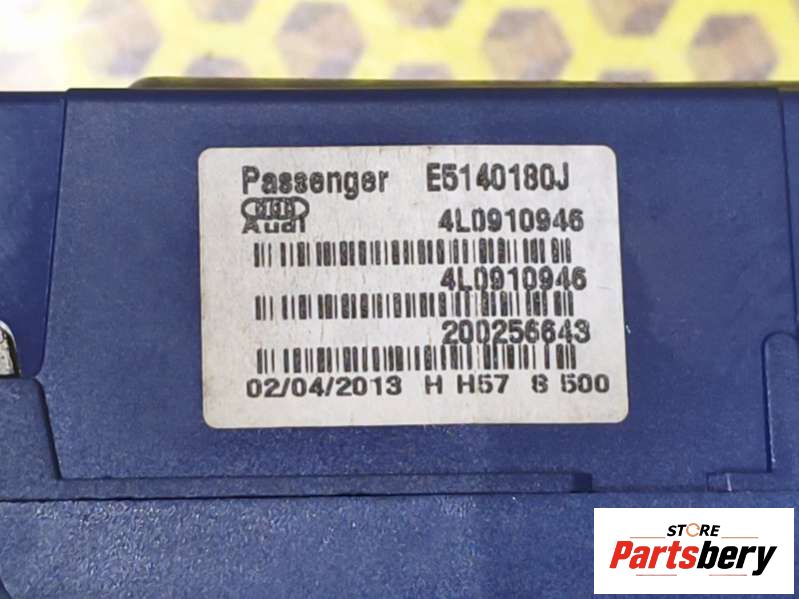 Passenger E5140180J
Audi 4L0910946
4L0910946
200256643
02/04/2013 H H57 8 500
STORE
Partsbery